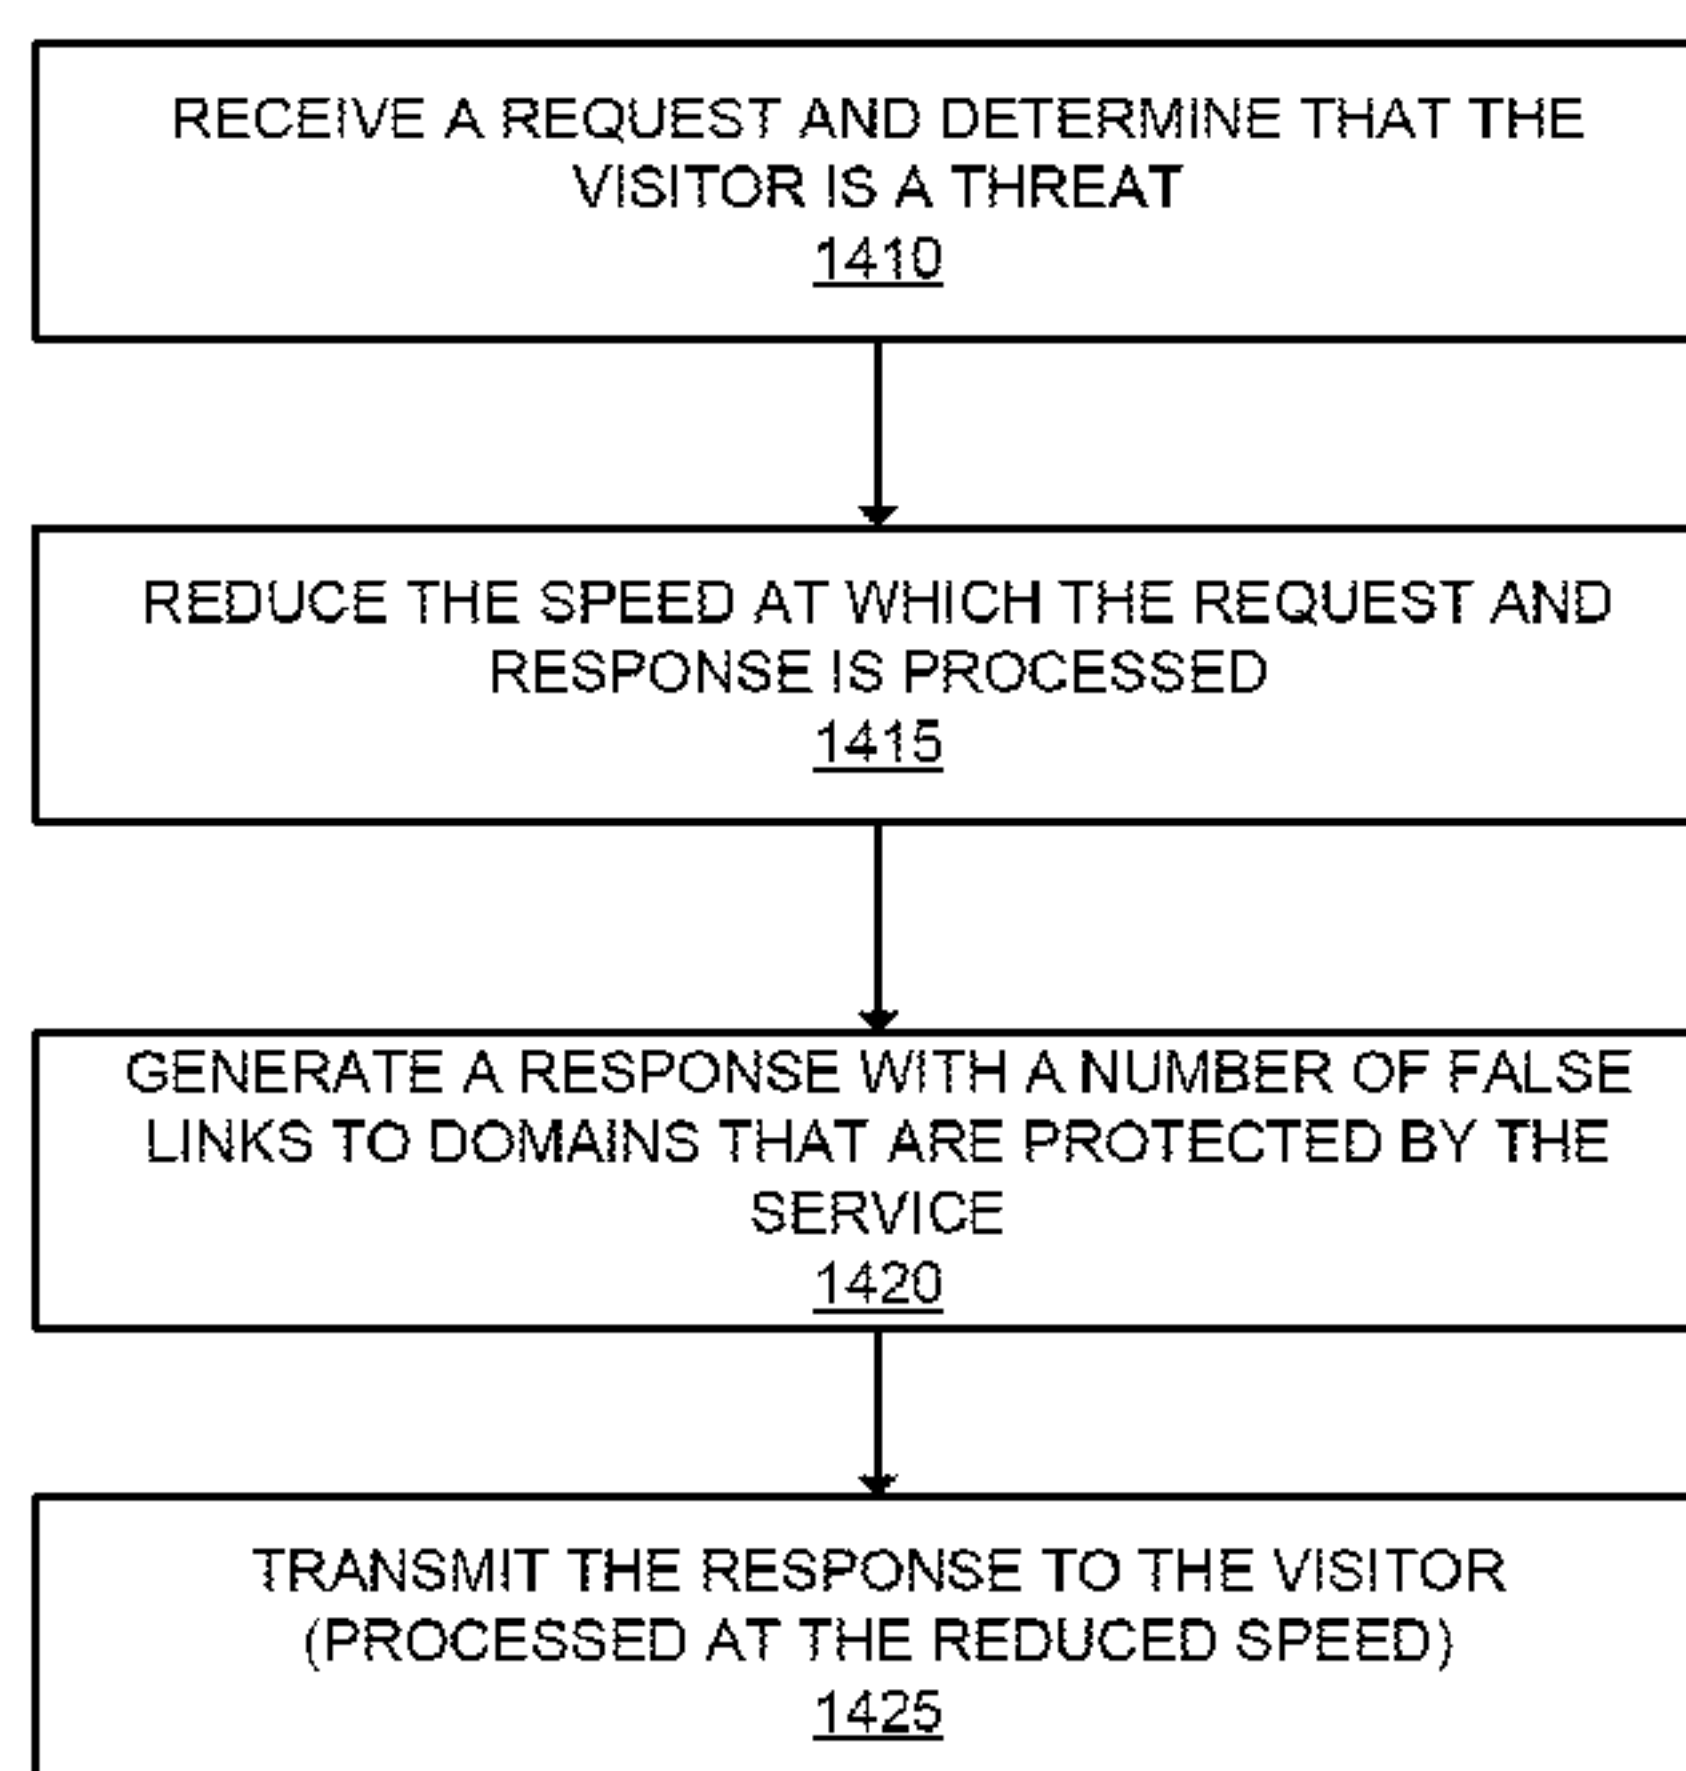 RECEIVE A REQUEST AND DETERMINE THAT THE
VISITOR IS A THREAT
1410
REDUCE THE SPEED AT WHICH THE REQUEST AND
RESPONSE IS PROCESSED
1415
GENERATE A RESPONSE WITH A NUMBER OF FALSE
LINKS TO DOMAINS THAT ARE PROTECTED BY THE
SERVICE
1420
TRANSMIT THE RESPONSE TO THE VISITOR
(PROCESSED AT THE REDUCED SPEED)
1425